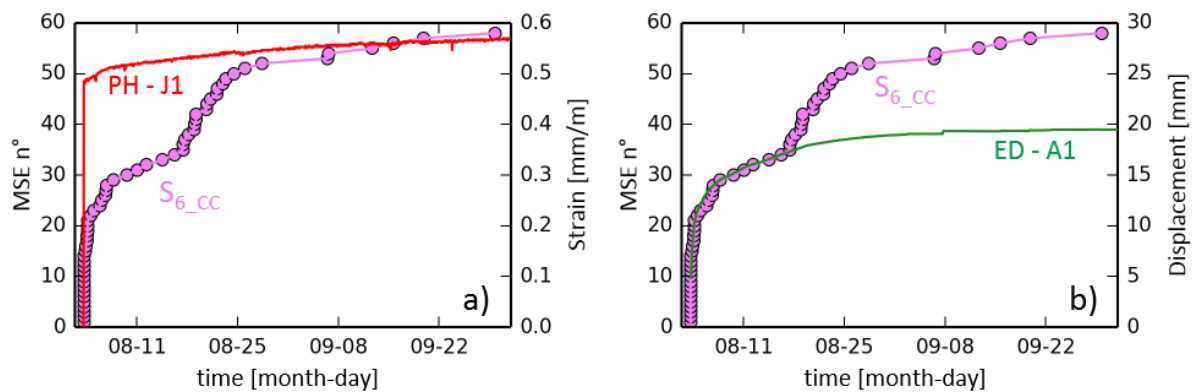 60
50
40
30
20
10
0
MSE n°
PH - J1
S6_CC
0.6
0.5
0.4
0.3
0.2
0.1
0.0
Strain [mm/m]
a)
08-11 08-25 09-08 09-22
time [month-day]
60
50
40
30
20
10
0
MSE n°
S6_CC
ED - A1
30
25
20
15
10
5
0
Displacement [mm]
b)
08-11 08-25 09-08 09-22
time [month-day]